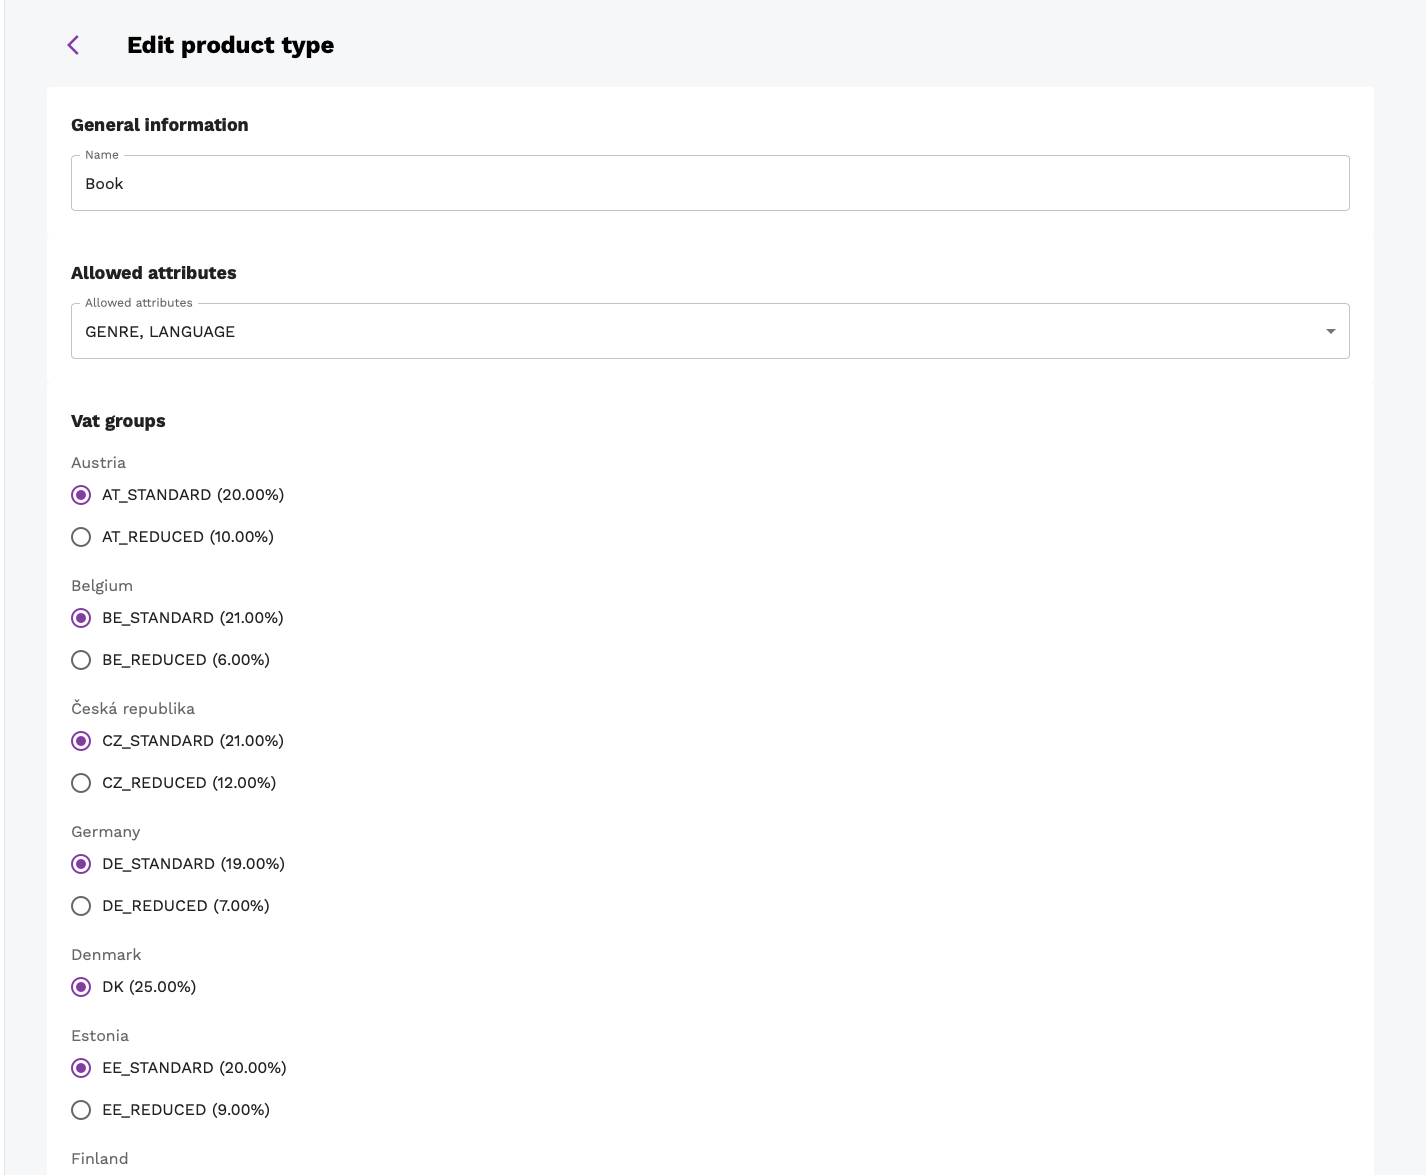 Edit product type
General information
Name
Book
Allowed attributes
Allowed attributes
GENRE, LANGUAGE
Vat groups
Austria
AT_STANDARD (20.00%)
AT_REDUCED (10.00%)
Belgium
BE_STANDARD (21.00%)
BE_REDUCED (6.00%)
Česká republika
CZ_STANDARD (21.00%)
CZ_REDUCED (12.00%)
Germany
DE_STANDARD (19.00%)
DE_REDUCED (7.00%)
Denmark
DK (25.00%)
Estonia
EE_STANDARD (20.00%)
EE_REDUCED (9.00%)
Finland